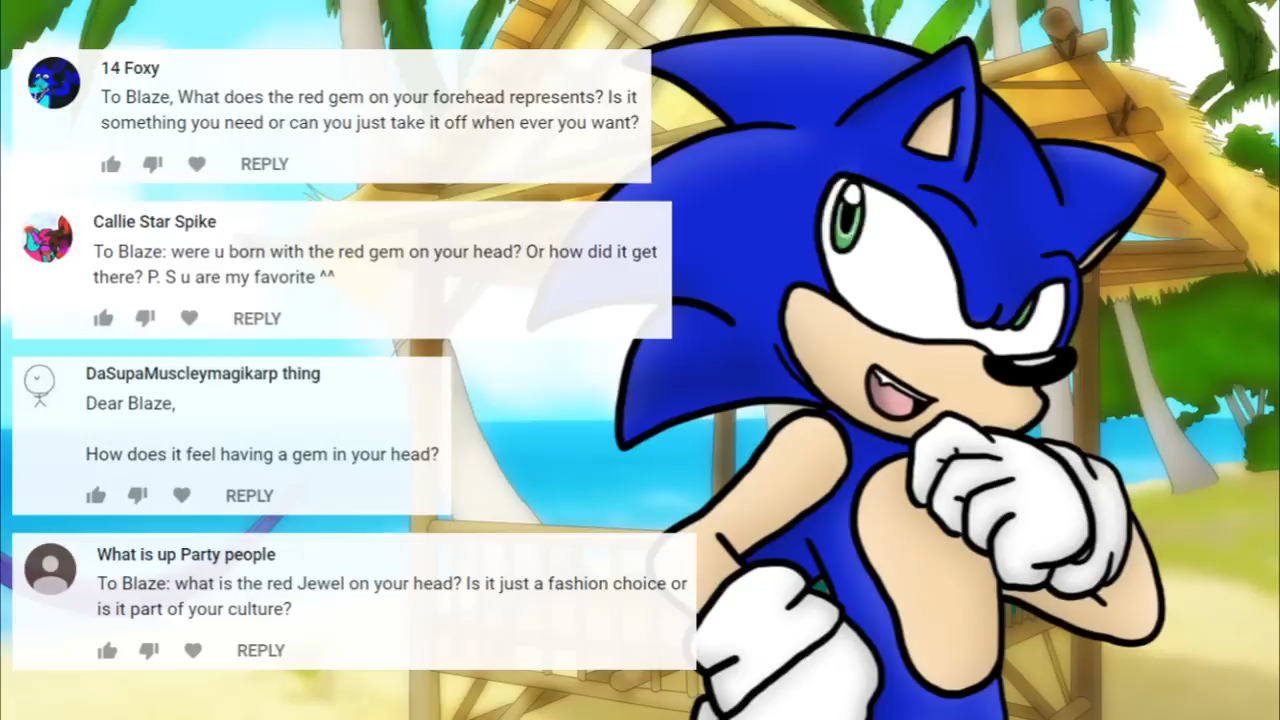 14 Foxy
To Blaze, What does the red gem on your forehead represents? Is it
something you need or can you just take it off when ever you want?
REPLY
Callie Star Spike
To Blaze: were u born with the red gem on your head? Or how did it get
there? P. S u are my favorite ^^
REPLY
DaSupaMuscleymagikarp thing
Dear Blaze,
How does it feel having a gem in your head?
REPLY
What is up Party people
To Blaze: what is the red Jewel on your head? Is it just a fashion choice or
is it part of your culture?
REPLY